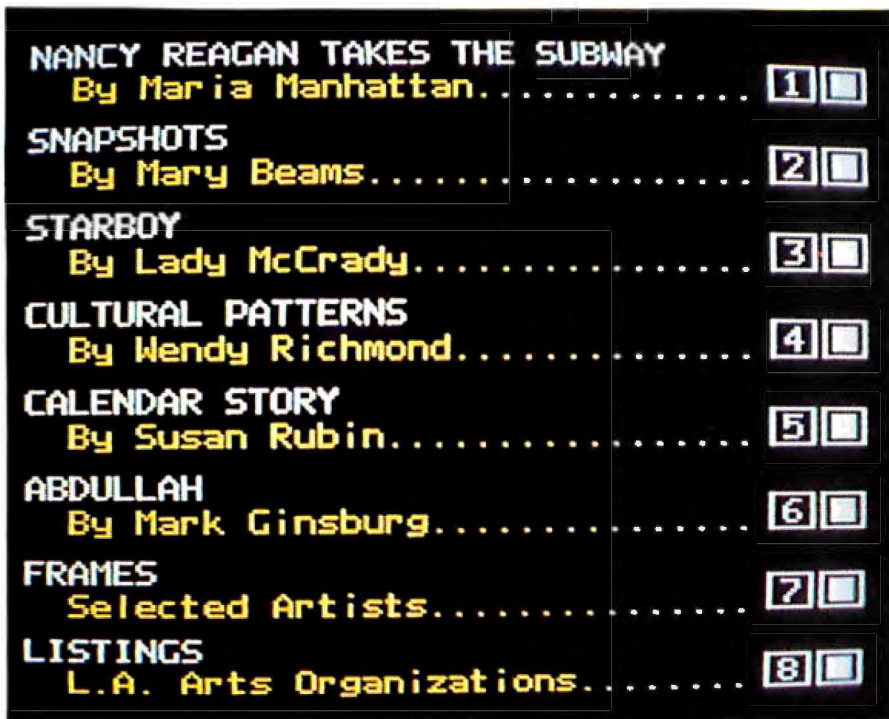 NANCY REAGAN TAKES THE SUBWAY
By Maria Manhattan.............. 1
SNAPSHOTS
By Mary Beams................... 2
STARBOY
By Lady McCrady................ 3
CULTURAL PATTERNS
By Wendy Richmond.............. 4
CALENDAR STORY
By Susan Rubin.................. 5
ABDULLAH
By Mark Ginsburg............... 6
FRAMES
Selected Artists............... 7
LISTINGS
L.A. Arts Organizations........ 8